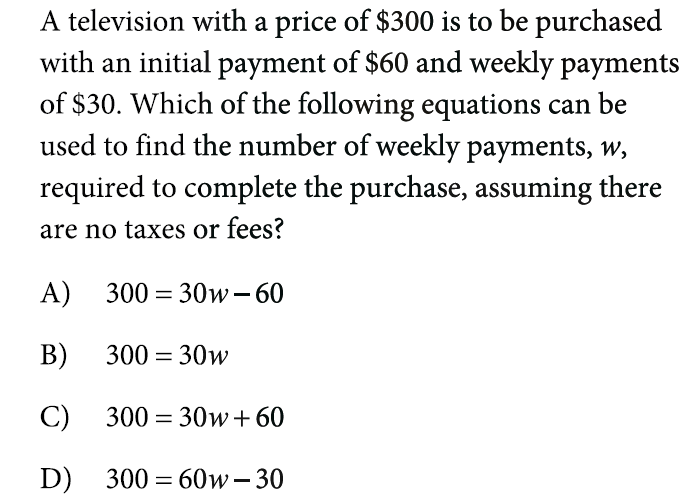 A television with a price of $300 is to be purchased
with an initial payment of $60 and weekly payments
of $30. Which of the following equations can be
used to find the number of weekly payments, w,
required to complete the purchase, assuming there
are no taxes or fees?
A) 300 = 30w – 60
B) 300 = 30w
C) 300 = 30w + 60
D) 300 = 60w – 30